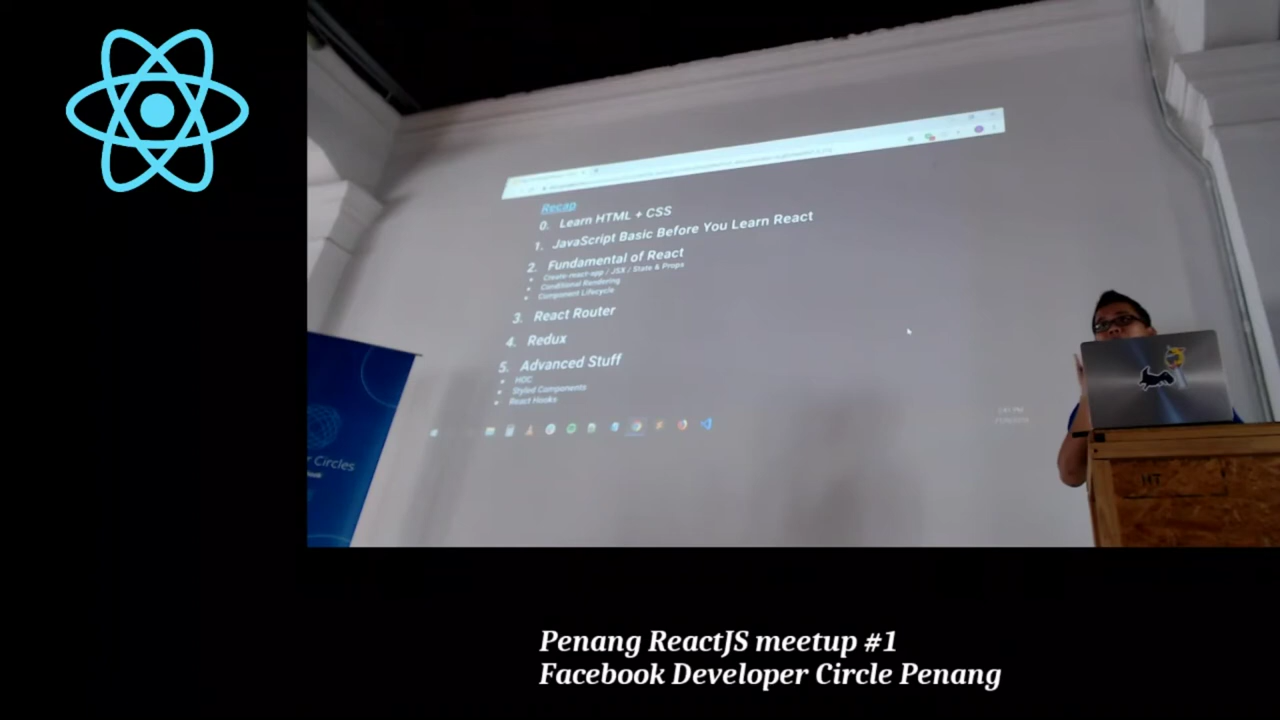 Recap
0. Learn HTML + CSS
1. JavaScript Basic Before You Learn React
2. Fundamental of React
• Create-react-app / JSX / State & Props
• Conditional Rendering
• Component Lifecycle
3. React Router
4. Redux
5. Advanced Stuff
• HOC
• Styled Components
• React Hooks
r Circles
HT
Penang ReactJS meetup #1
Facebook Developer Circle Penang